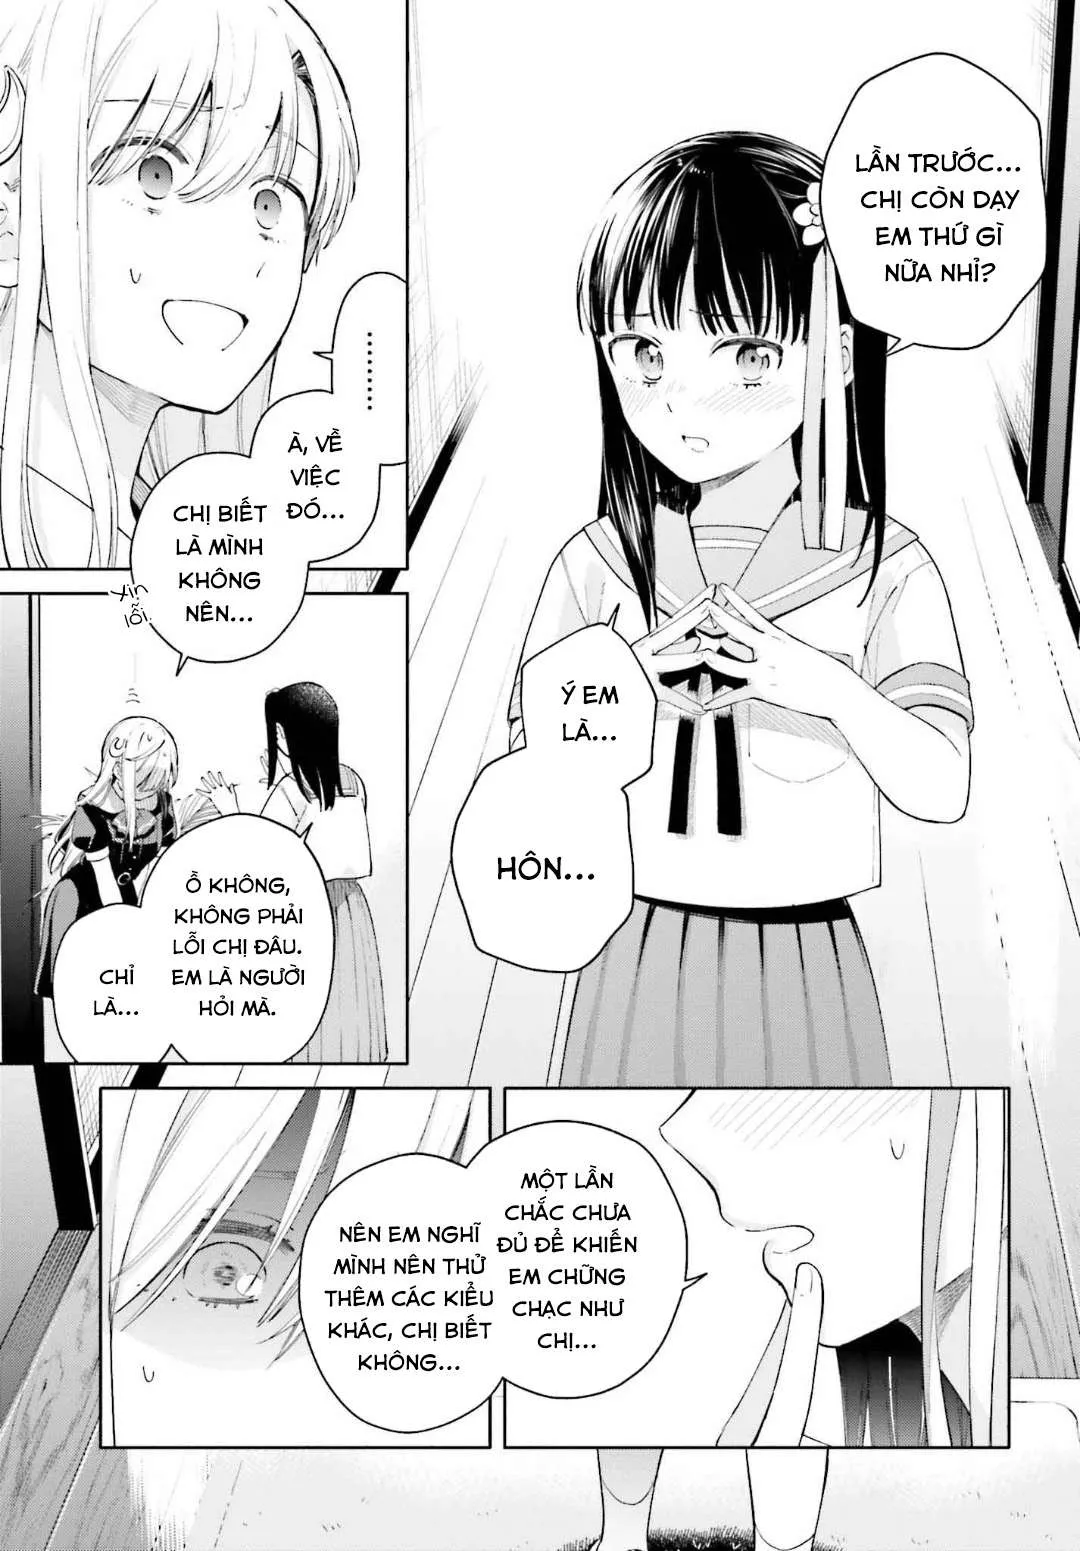 LẦN TRƯỚC...
CHỊ CÒN DẠY
EM THỨ GÌ
NỮA NHỈ?
Ý EM
LÀ...
HÔN...
.........
À, VỀ
VIỆC
ĐÓ...
CHỊ BIẾT
LÀ MÌNH
KHÔNG
NÊN...
Xin
lỗi.
Ồ KHÔNG,
KHÔNG PHẢI
LỖI CHỊ ĐÂU.
EM LÀ NGƯỜI
HỎI MÀ.
CHỈ
LÀ...
MỘT LẦN
CHẮC CHƯA
ĐỦ ĐỂ KHIẾN
EM CHỮNG
CHẠC NHƯ
CHỊ...
NÊN EM NGHĨ
MÌNH NÊN THỬ
THÊM CÁC KIỂU
KHÁC, CHỊ BIẾT
KHÔNG...